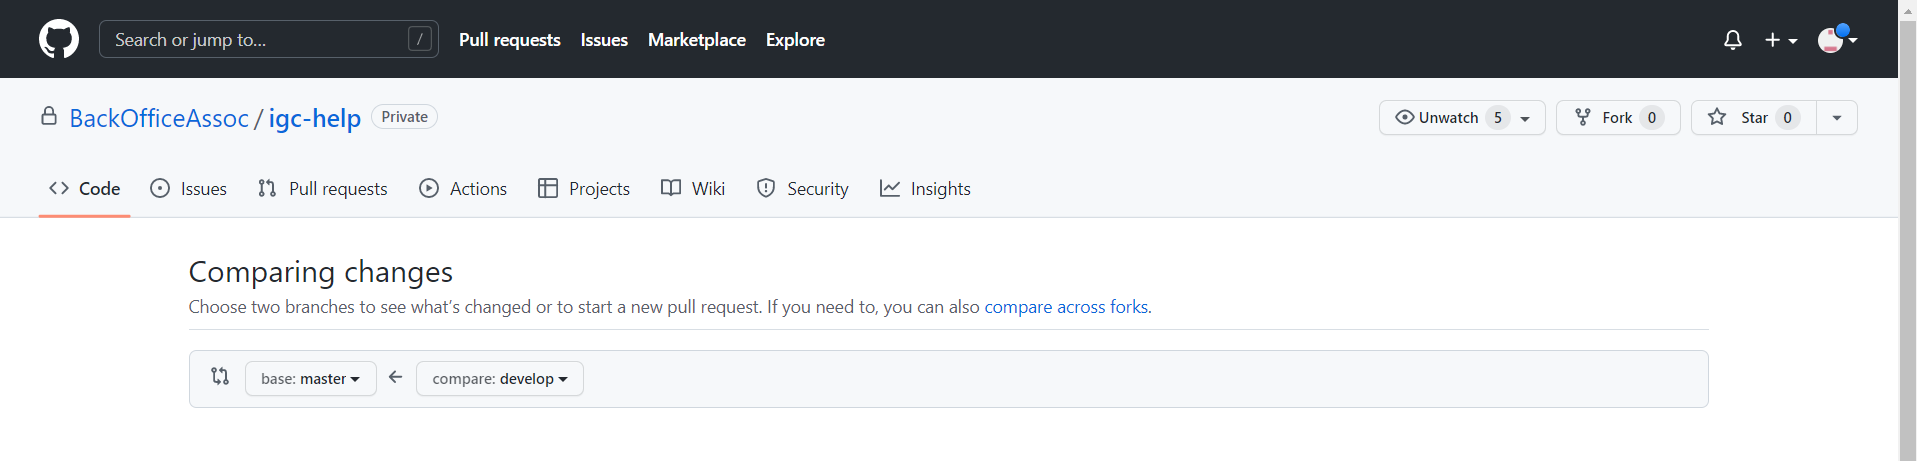 Search or jump to... / Pull requests Issues Marketplace Explore
BackOfficeAssoc / igc-help Private Unwatch 5 Fork 0 Star 0
Code Issues Pull requests Actions Projects Wiki Security Insights
Comparing changes
Choose two branches to see what's changed or to start a new pull request. If you need to, you can also compare across forks.
base: master compare: develop